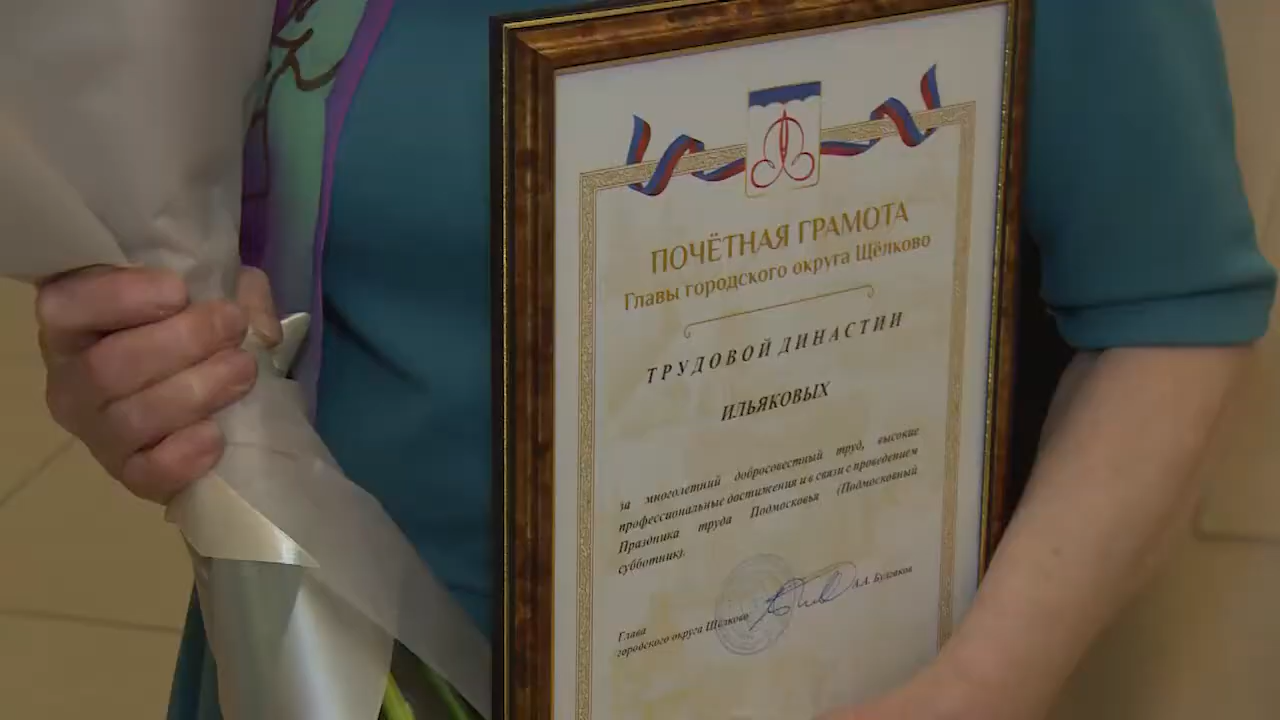 ПОЧЁТНАЯ ГРАМОТА
Главы городского округа Щёлково
ТРУДОВОЙ ДИНАСТИИ
ИЛЬЯКОВЫХ
за многолетний добросовестный труд, высокие
профессиональные достижения и в связи с проведением
Праздника труда Подмосковья (Подмосковный
субботник).
Глава
городского округа Щёлково
А.А. Булгаков